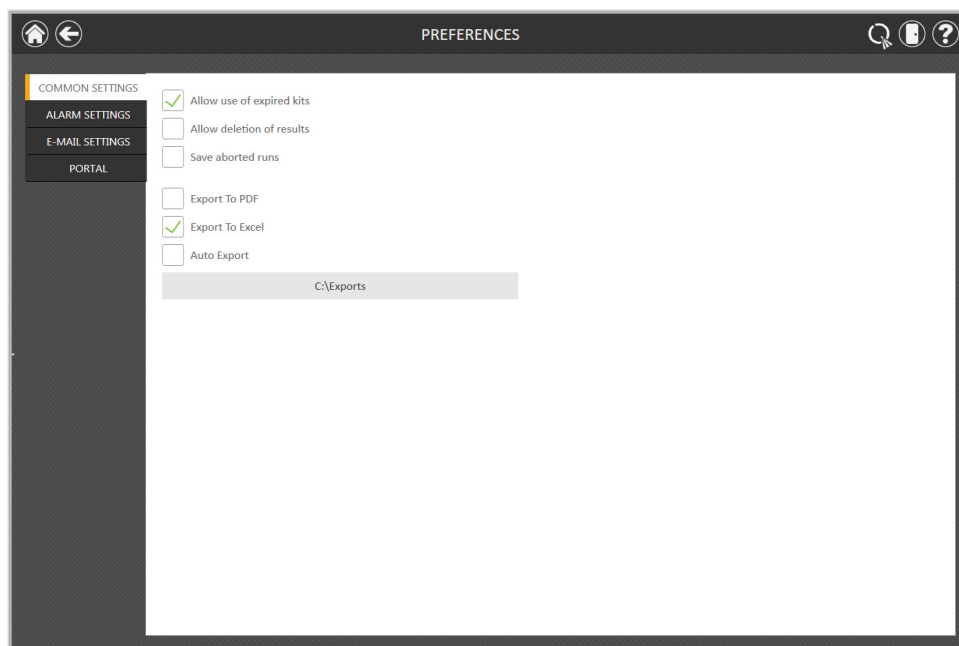 PREFERENCES
?
COMMON SETTINGS
ALARM SETTINGS
E-MAIL SETTINGS
PORTAL
Allow use of expired kits
Allow deletion of results
Save aborted runs
Export To PDF
Export To Excel
Auto Export
C:\Exports